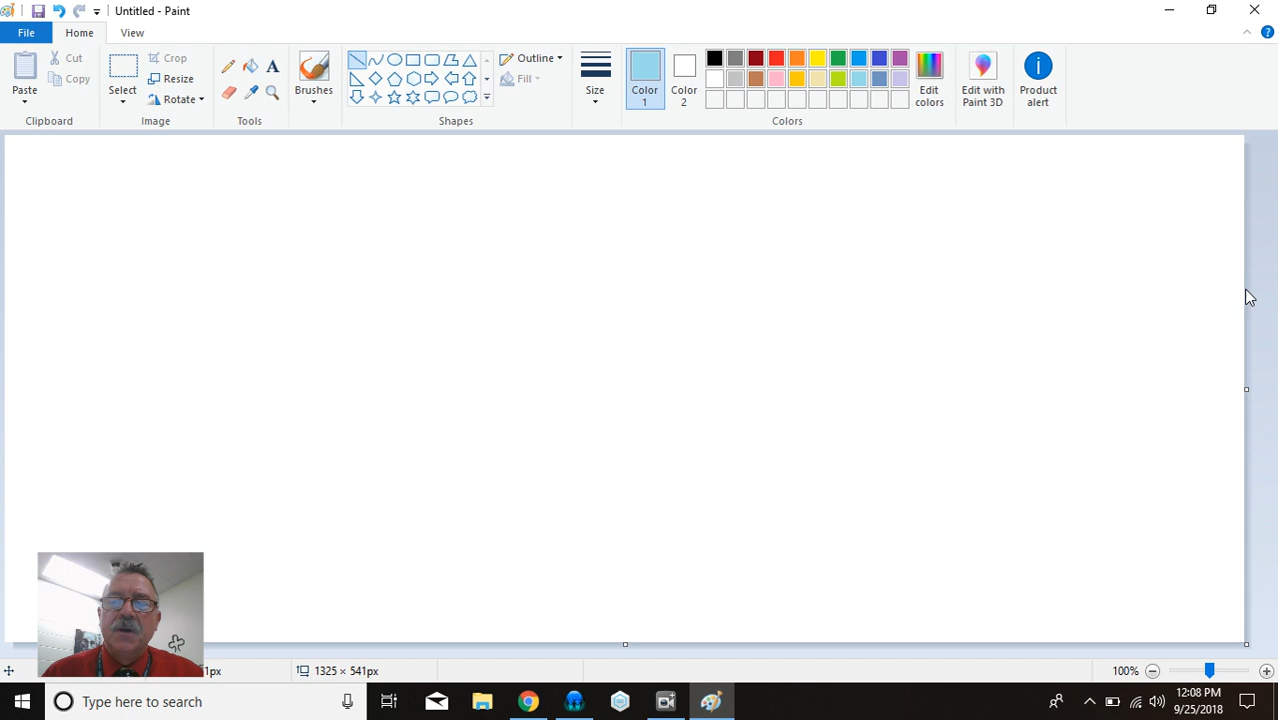 Untitled - Paint
File Home View
Paste
Cut
Copy
Clipboard
Select
Crop
Resize
Rotate
Image
A
Tools
Brushes
Outline
Fill
Shapes
Size
Color 1
Color 2
Edit colors
Colors
Edit with Paint 3D
Product alert
1px
1325 × 541px
100%
Type here to search
12:08 PM
9/25/2018